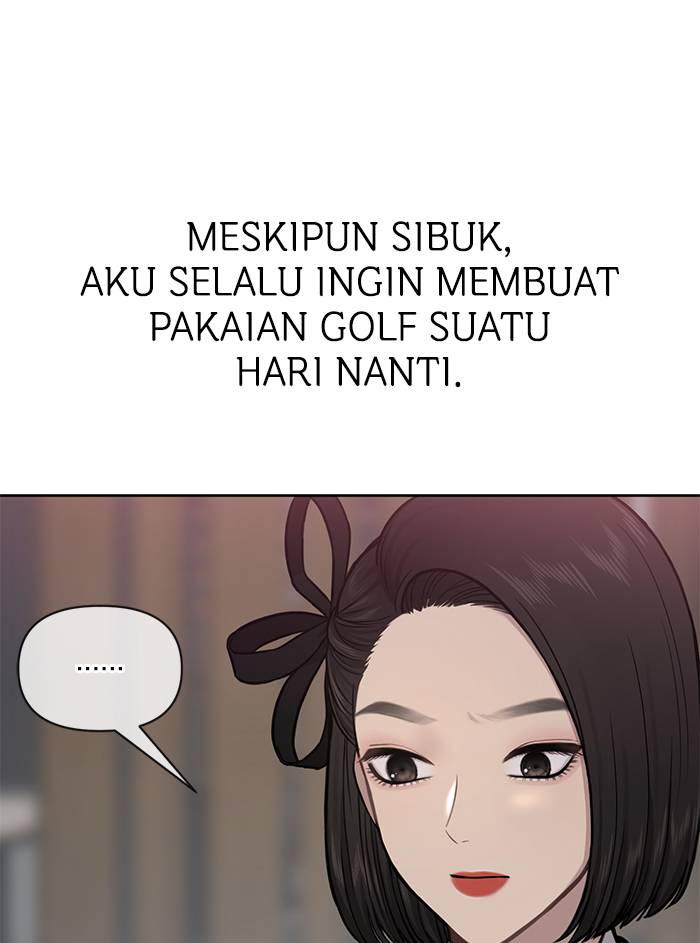 MESKIPUN SIBUK,
AKU SELALU INGIN MEMBUAT
PAKAIAN GOLF SUATU
HARI NANTI.
......